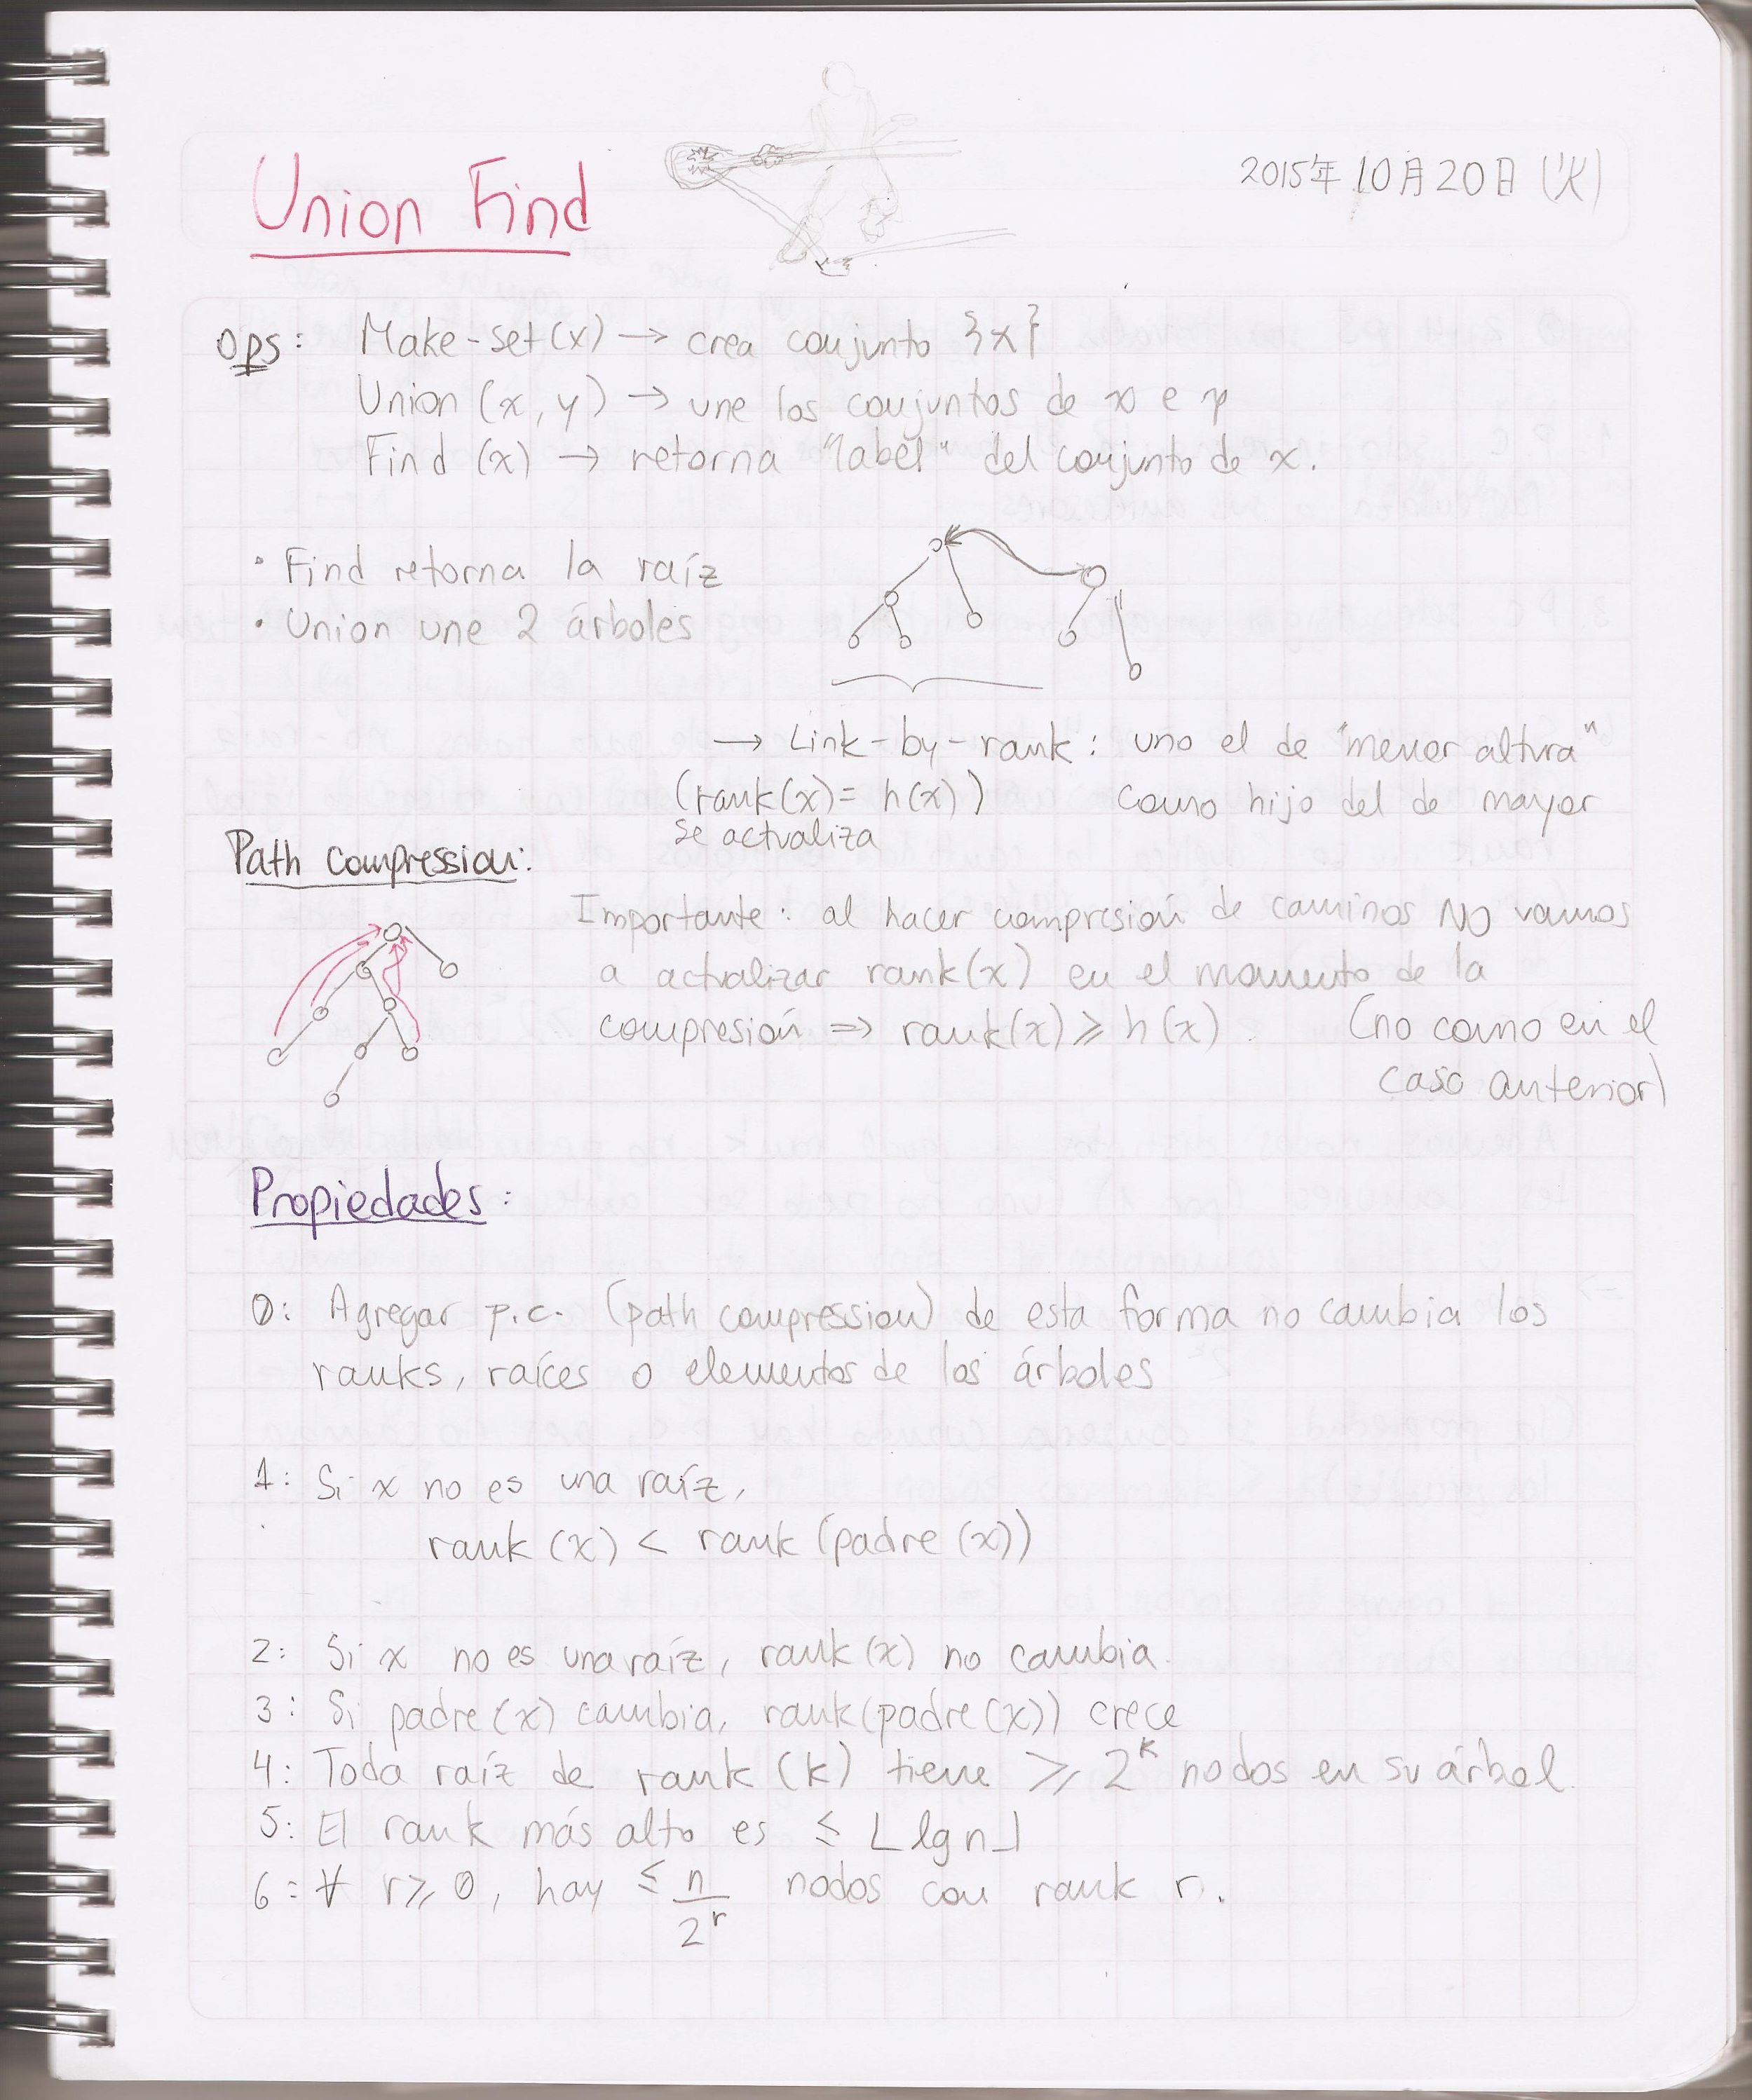 Union Find
2015年10月20日(火)
Ops: Make-set(x) → crea conjunto {x}
Union (x, y) → une los conjuntos de x e y
Find (x) → retorna "label" del conjunto de x.
· Find retorna la raíz
· Union une 2 árboles
→ Link-by-rank: uno el de "menor altura"
(rank(x) = h(x)) como hijo del de mayor
se actualiza
Path compression:
Importante: al hacer compresión de caminos NO vamos
a actualizar rank(x) en el momento de la
compresión ⇒ rank(x) ⩾ h(x) (no como en el
caso anterior)
Propiedades:
0: Agregar p.c. (path compression) de esta forma no cambia los
ranks, raíces o elementos de los árboles
1: Si x no es una raíz,
rank (x) < rank (padre (x))
2: Si x no es una raíz, rank (x) no cambia.
3: Si padre (x) cambia, rank(padre(x)) crece
4: Toda raíz de rank (k) tiene ⩾ 2^k nodos en su árbol.
5: El rank más alto es ≤ ⌊lg n⌋
6: ∀ r ⩾ 0, hay ≤ n/2^r nodos con rank r.